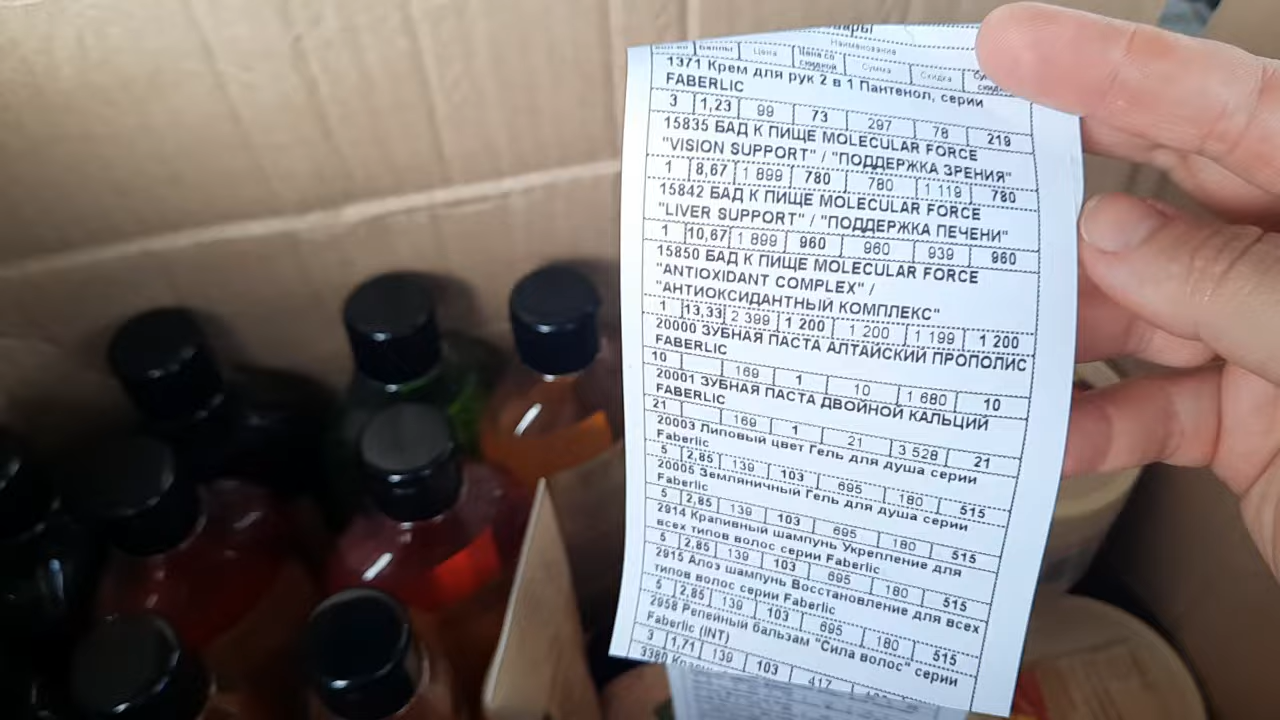 вары
Наименование
Кол-во Баллы Цена Цена со скидкой Сумма Скидка
1371 Крем для рук 2 в 1 Пантенол, серии
FABERLIC
3 1,23 99 73 297 78 219
15835 БАД К ПИЩЕ MOLECULAR FORCE
"VISION SUPPORT" / "ПОДДЕРЖКА ЗРЕНИЯ"
1 8,67 1 899 780 780 1 119 780
15842 БАД К ПИЩЕ MOLECULAR FORCE
"LIVER SUPPORT" / "ПОДДЕРЖКА ПЕЧЕНИ"
1 10,67 1 899 960 960 939 960
15850 БАД К ПИЩЕ MOLECULAR FORCE
"ANTIOXIDANT COMPLEX" /
"АНТИОКСИДАНТНЫЙ КОМПЛЕКС"
1 13,33 2 399 1 200 1 200 1 199 1 200
20000 ЗУБНАЯ ПАСТА АЛТАЙСКИЙ ПРОПОЛИС
FABERLIC
10 169 1 10 1 680 10
20001 ЗУБНАЯ ПАСТА ДВОЙНОЙ КАЛЬЦИЙ
FABERLIC
21 169 1 21 3 528 21
20003 Липовый цвет Гель для душа серии
Faberlic
5 2,85 139 103 695 180 515
20005 Земляничный Гель для душа серии
Faberlic
5 2,85 139 103 695 180 515
2914 Крапивный шампунь Укрепление для
всех типов волос серии Faberlic
5 2,85 139 103 695 180 515
2915 Алоэ шампунь Восстановление для всех
типов волос серии Faberlic
5 2,85 139 103 695 180 515
2958 Репейный бальзам "Сила волос" серии
Faberlic (INT)
3 1,71 139 103 417
3380